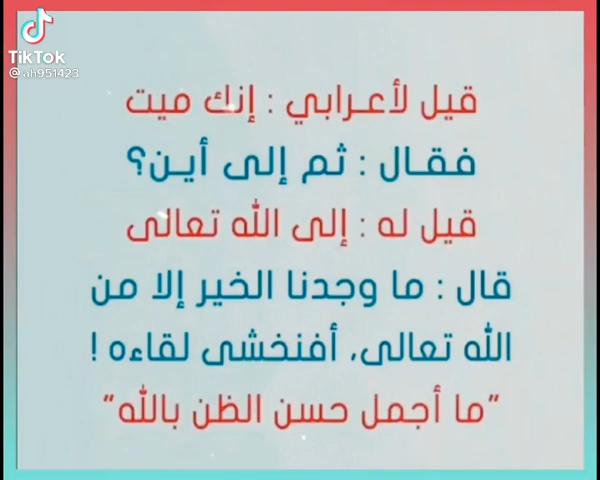 TikTok
@ah951423
قيل لأعرابي : إنك ميت
فقال : ثم إلى أين؟
قيل له : إلى الله تعالى
قال : ما وجدنا الخير إلا من
الله تعالى، أفنخشى لقاءه !
”ما أجمل حسن الظن بالله“